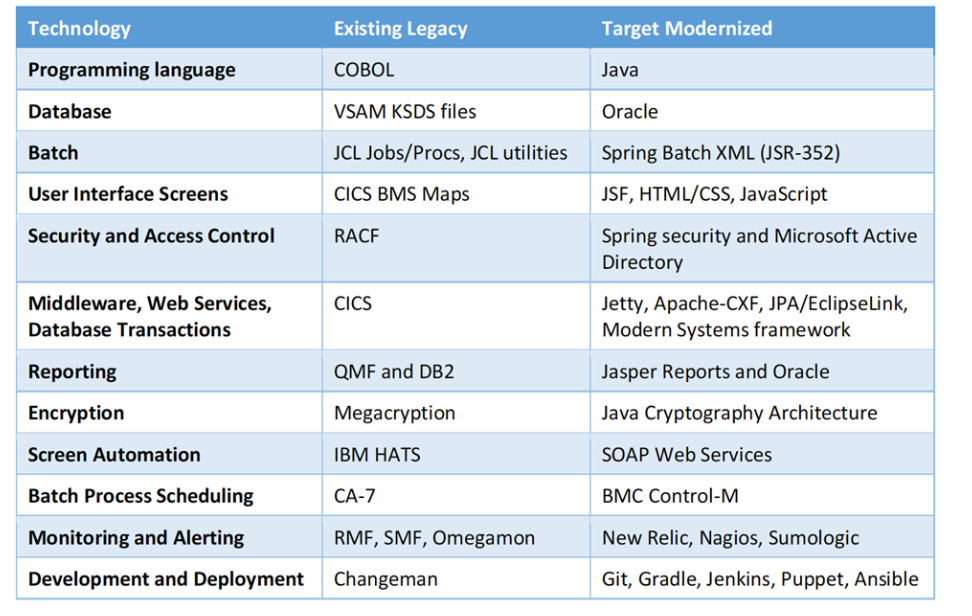 Technology Existing Legacy Target Modernized
Programming language COBOL Java
Database VSAM KSDS files Oracle
Batch JCL Jobs/Procs, JCL utilities Spring Batch XML (JSR-352)
User Interface Screens CICS BMS Maps JSF, HTML/CSS, JavaScript
Security and Access Control RACF Spring security and Microsoft Active
Directory
Middleware, Web Services, CICS Jetty, Apache-CXF, JPA/EclipseLink,
Database Transactions Modern Systems framework
Reporting QMF and DB2 Jasper Reports and Oracle
Encryption Megacryption Java Cryptography Architecture
Screen Automation IBM HATS SOAP Web Services
Batch Process Scheduling CA-7 BMC Control-M
Monitoring and Alerting RMF, SMF, Omegamon New Relic, Nagios, Sumologic
Development and Deployment Changeman Git, Gradle, Jenkins, Puppet, Ansible